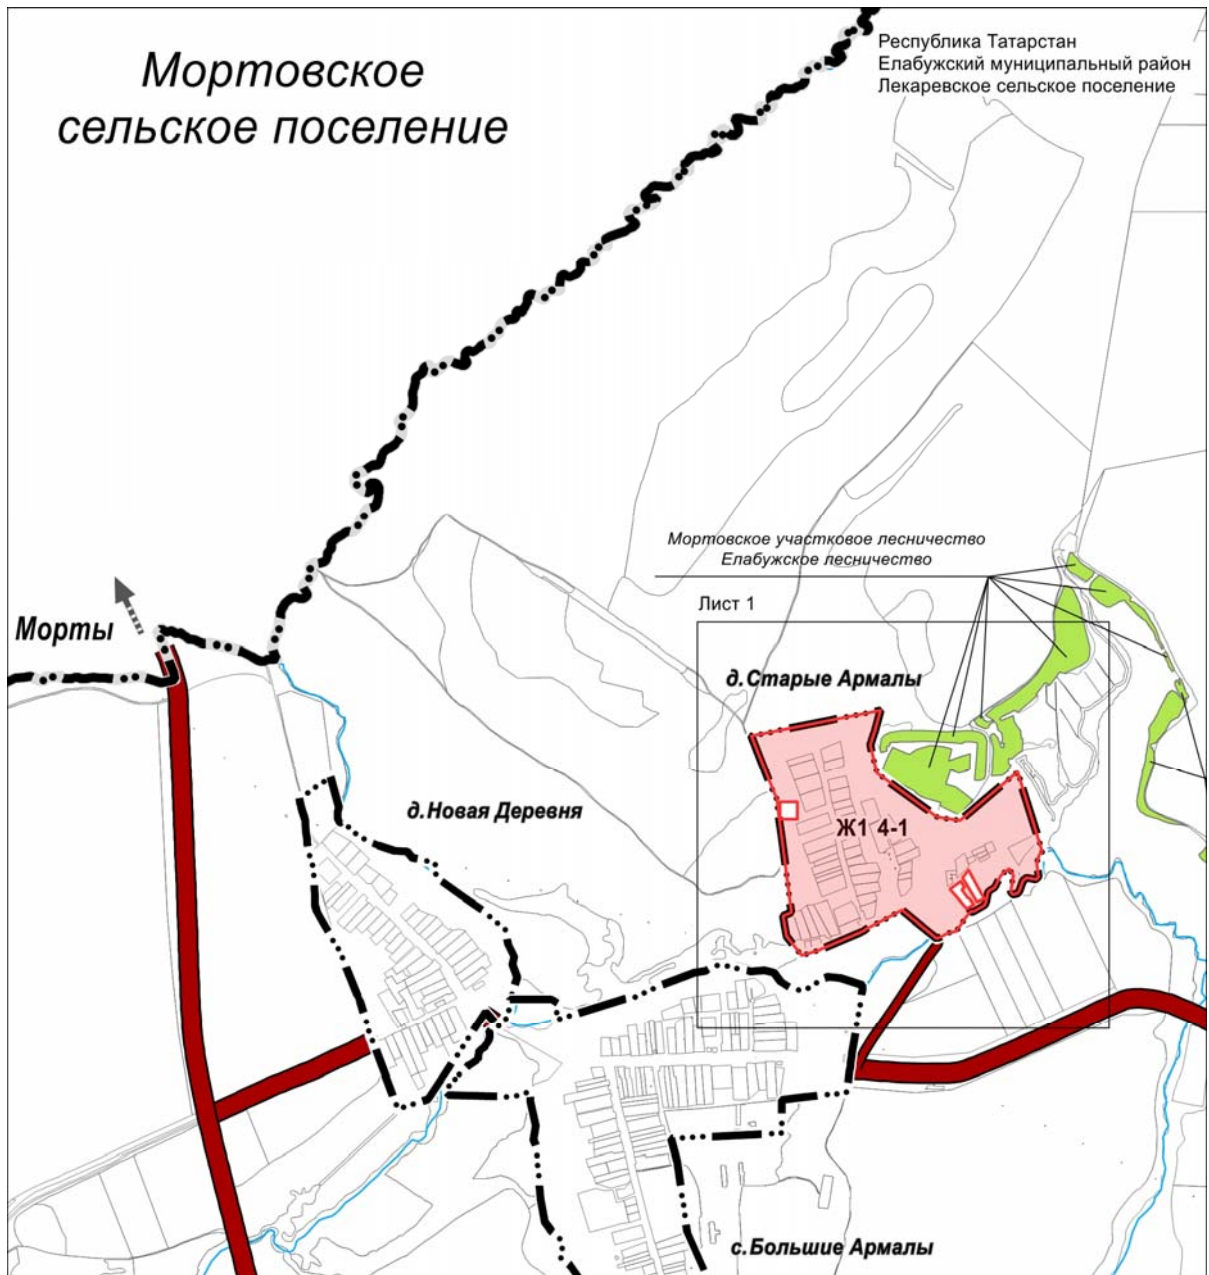 Мортовское
сельское поселение
Республика Татарстан
Елабужский муниципальный район
Лекаревское сельское поселение
Мортовское участковое лесничество
Елабужское лесничество
Лист 1
Морты
д.Старые Армалы
д.Новая Деревня
Ж1 4-1
с.Большие Армалы